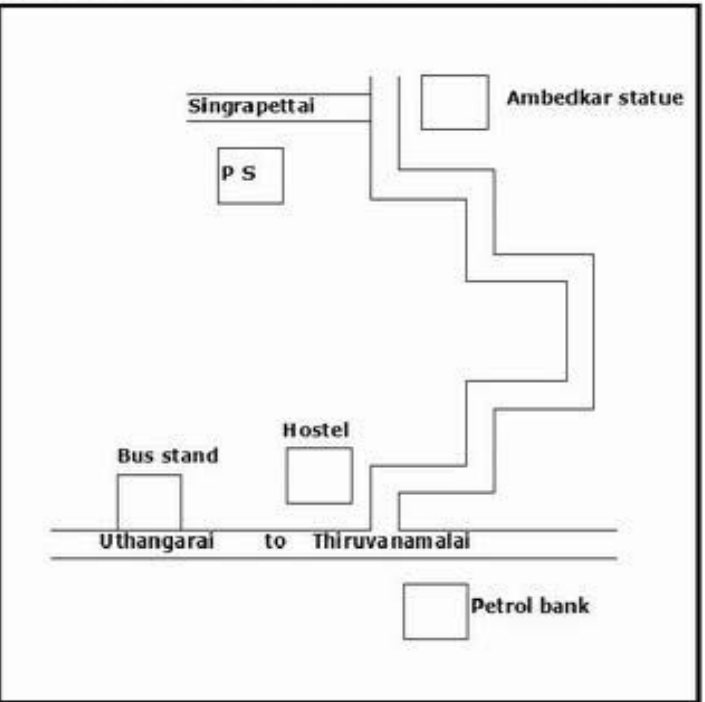 Ambedkar statue
Singrapettai
P S
Hostel
Bus stand
Uthangarai to Thiruvanamalai
Petrol bank